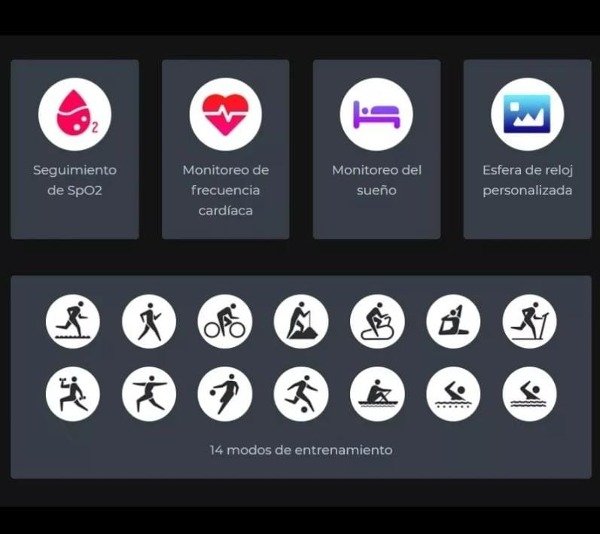 2
Seguimiento
de SpO2
Monitoreo de
frecuencia
cardíaca
Monitoreo del
sueño
Esfera de reloj
personalizada
14 modos de entrenamiento